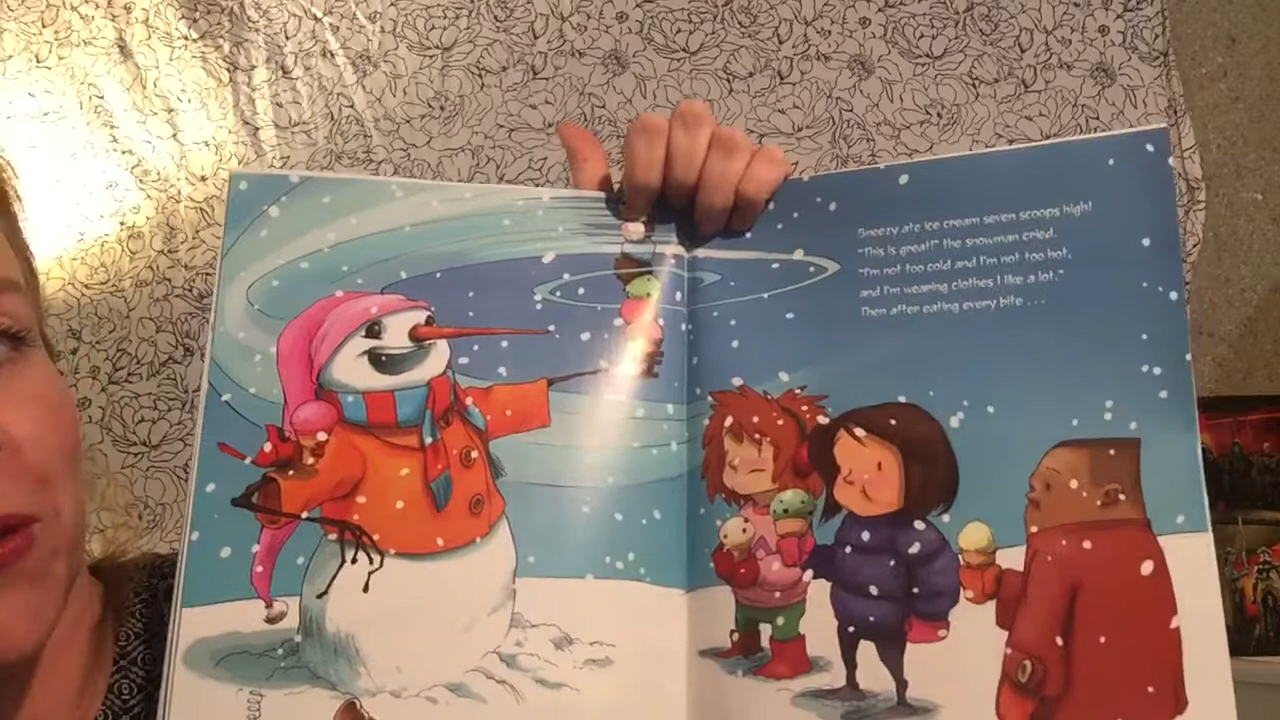 Sneezy ate ice cream seven scoops high!
"This is great!" the snowman cried.
"I'm not too cold and I'm not too hot,
and I'm wearing clothes I like a lot."
Then after eating every bite . . .